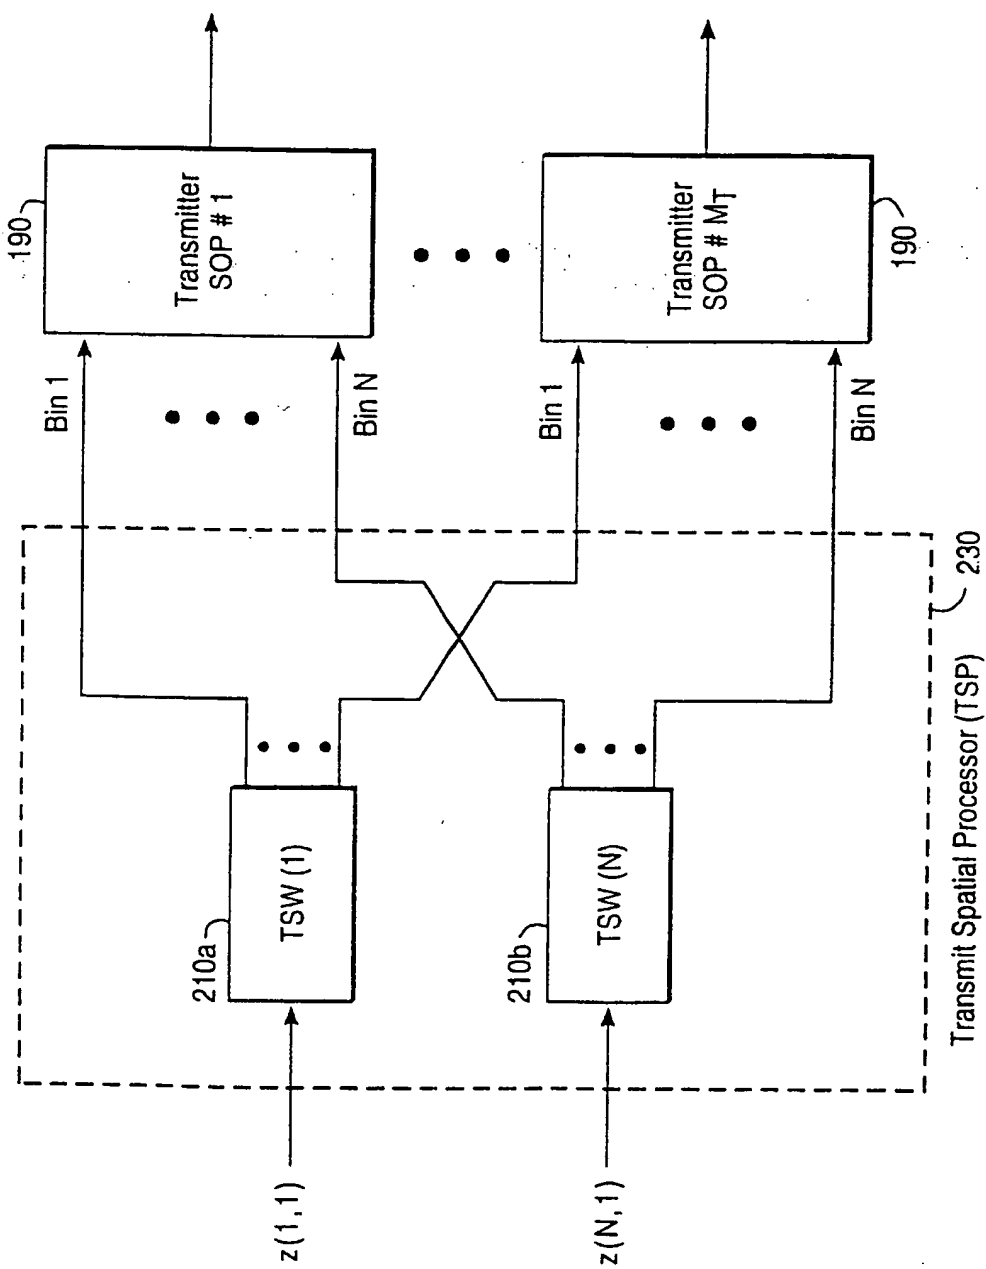 190
Transmitter
SOP # 1
Bin 1
Bin N
Transmitter
SOP # M_T
190
Bin 1
Bin N
210a
TSW (1)
210b
TSW (N)
z(1,1)
z(N,1)
230
Transmit Spatial Processor (TSP)